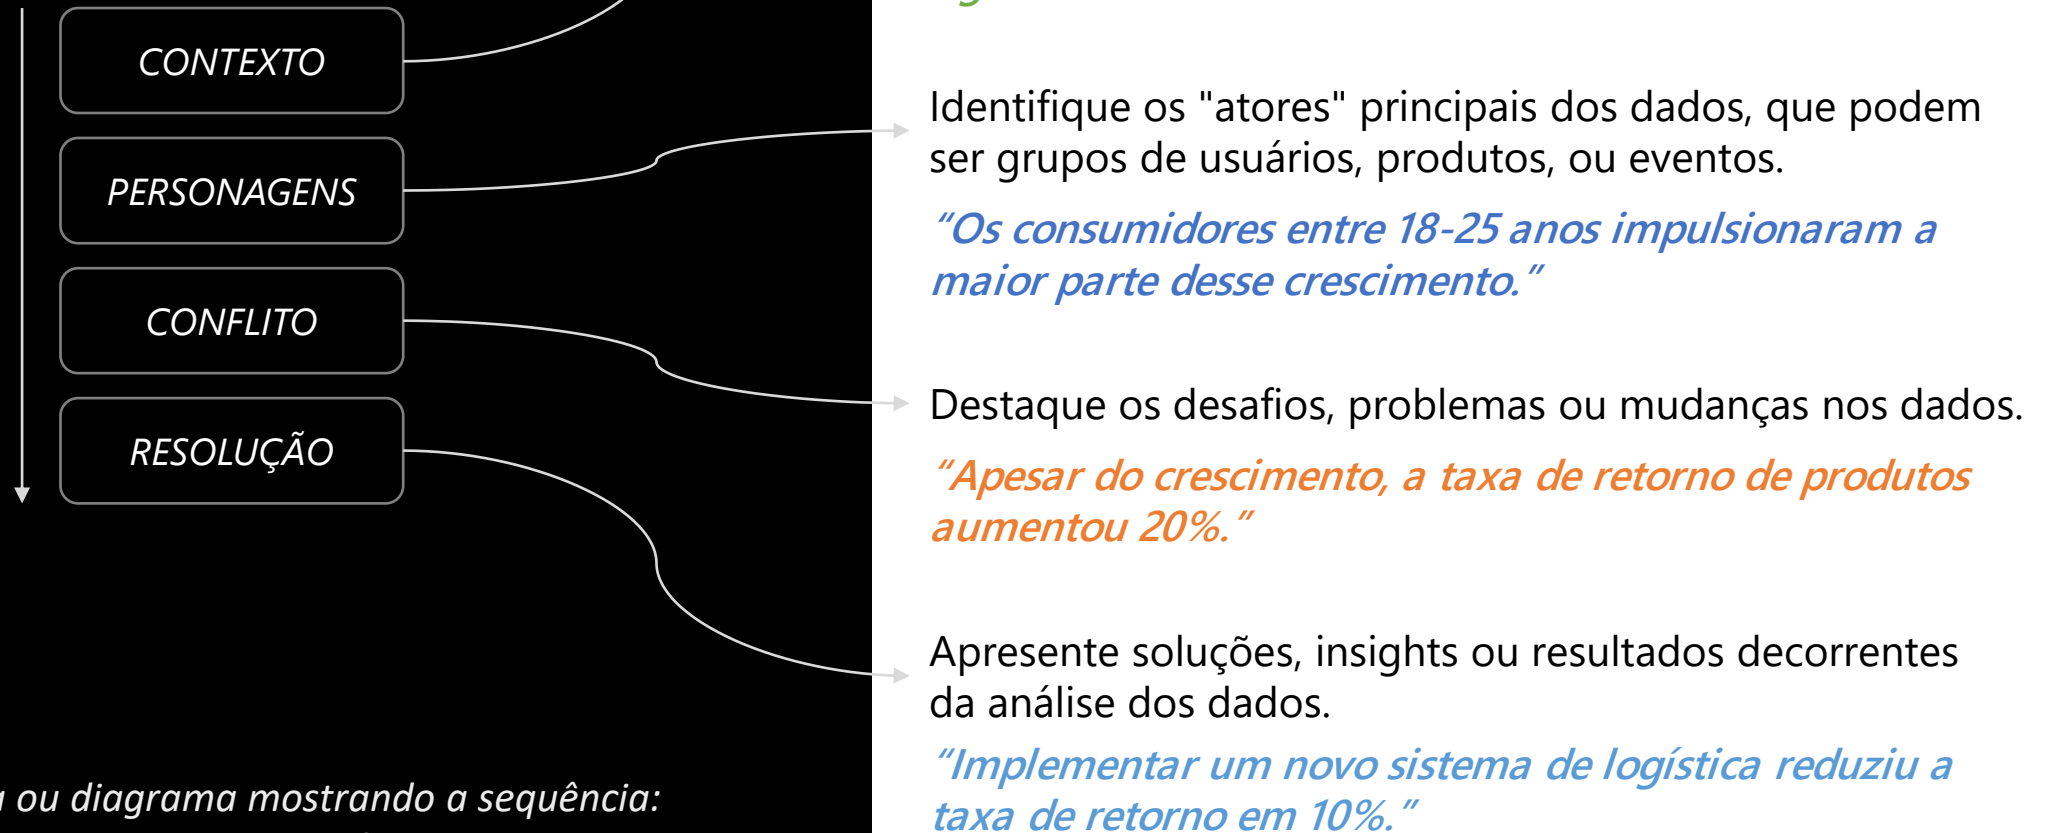 CONTEXTO
PERSONAGENS
CONFLITO
RESOLUÇÃO
ou diagrama mostrando a sequência:
Identifique os "atores" principais dos dados, que podem
ser grupos de usuários, produtos, ou eventos.
“Os consumidores entre 18-25 anos impulsionaram a
maior parte desse crescimento.”
Destaque os desafios, problemas ou mudanças nos dados.
“Apesar do crescimento, a taxa de retorno de produtos
aumentou 20%.”
Apresente soluções, insights ou resultados decorrentes
da análise dos dados.
“Implementar um novo sistema de logística reduziu a
taxa de retorno em 10%.”